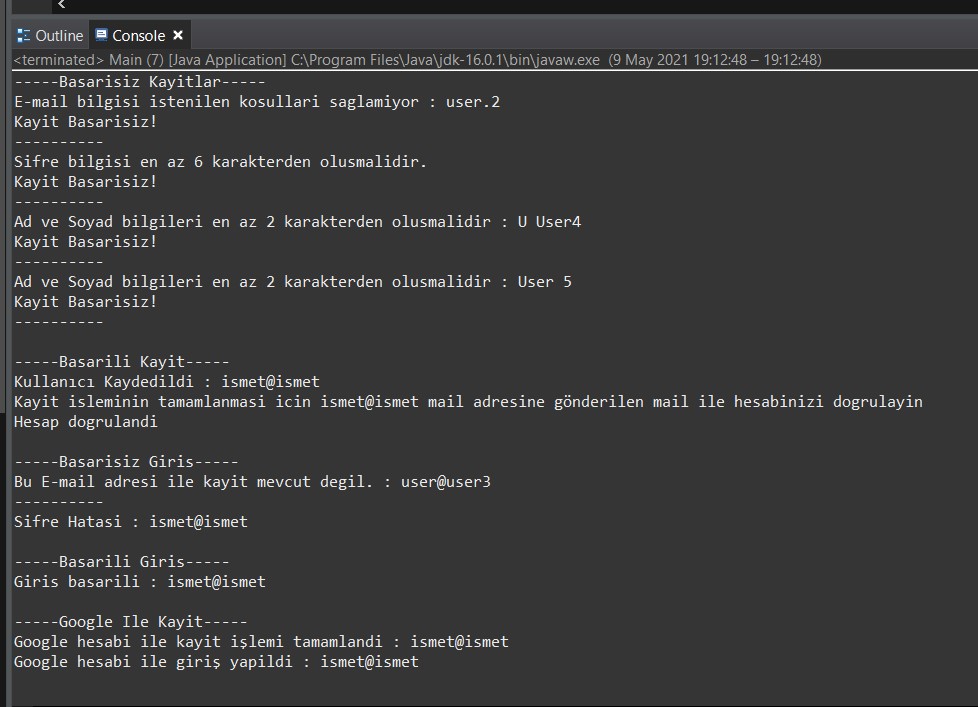 Outline Console
<terminated> Main (7) [Java Application] C:\Program Files\Java\jdk-16.0.1\bin\javaw.exe (9 May 2021 19:12:48 – 19:12:48)
-----Basarisiz Kayitlar-----
E-mail bilgisi istenilen kosullari saglamiyor : user.2
Kayit Basarisiz!
----------
Sifre bilgisi en az 6 karakterden olusmalidir.
Kayit Basarisiz!
----------
Ad ve Soyad bilgileri en az 2 karakterden olusmalidir : U User4
Kayit Basarisiz!
----------
Ad ve Soyad bilgileri en az 2 karakterden olusmalidir : User 5
Kayit Basarisiz!
----------
-----Basarili Kayit-----
Kullanıcı Kaydedildi : ismet@ismet
Kayit isleminin tamamlanmasi icin ismet@ismet mail adresine gönderilen mail ile hesabinizi dogrulayin
Hesap dogrulandi
-----Basarisiz Giris-----
Bu E-mail adresi ile kayit mevcut degil. : user@user3
----------
Sifre Hatasi : ismet@ismet
-----Basarili Giris-----
Giris basarili : ismet@ismet
-----Google Ile Kayit-----
Google hesabi ile kayit işlemi tamamlandi : ismet@ismet
Google hesabi ile giriş yapildi : ismet@ismet